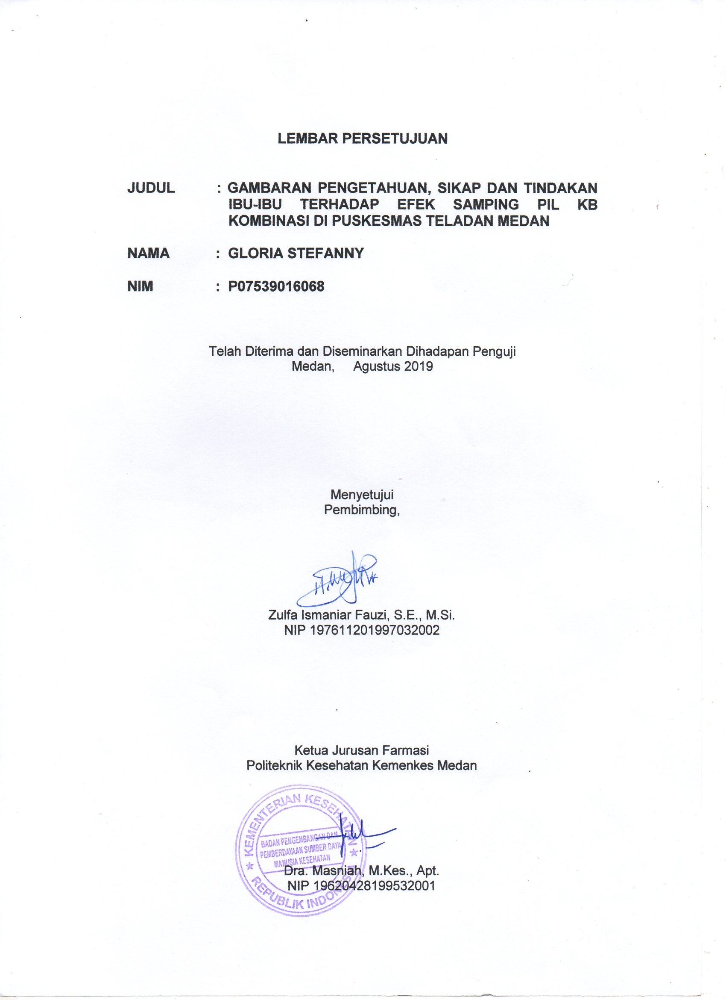 LEMBAR PERSETUJUAN
JUDUL : GAMBARAN PENGETAHUAN, SIKAP DAN TINDAKAN
IBU-IBU TERHADAP EFEK SAMPING PIL KB
KOMBINASI DI PUSKESMAS TELADAN MEDAN
NAMA : GLORIA STEFANNY
NIM : P07539016068
Telah Diterima dan Diseminarkan Dihadapan Penguji
Medan, Agustus 2019
Menyetujui
Pembimbing,
Zulfa Ismaniar Fauzi, S.E., M.Si.
NIP 197611201997032002
Ketua Jurusan Farmasi
Politeknik Kesehatan Kemenkes Medan
KEMENTERIAN KESEHATAN
BADAN PENGEMBANGAN DAN
PEMBERDAYAAN SUMBER DAYA
MANUSIA KESEHATAN
REPUBLIK INDONESIA
Dra. Masniah, M.Kes., Apt.
NIP 19620428199532001